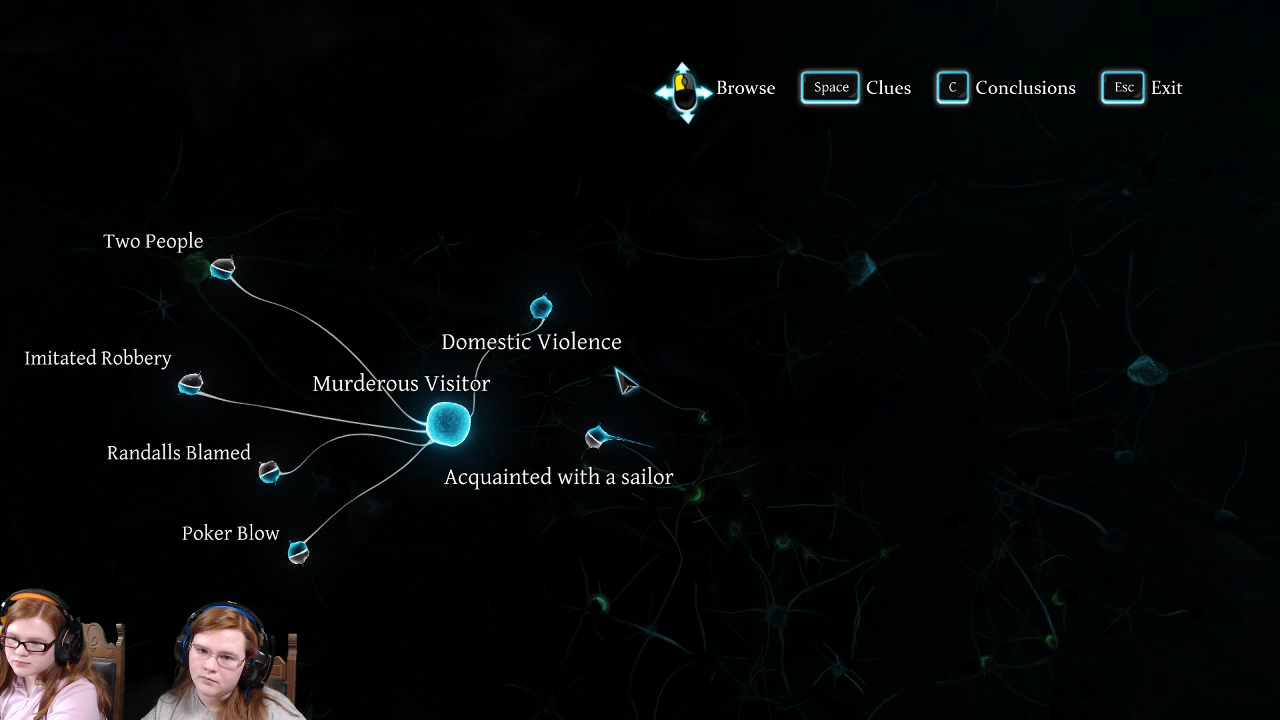 Browse
Space Clues
C Conclusions
Esc Exit
Two People
Domestic Violence
Imitated Robbery
Murderous Visitor
Randalls Blamed
Acquainted with a sailor
Poker Blow